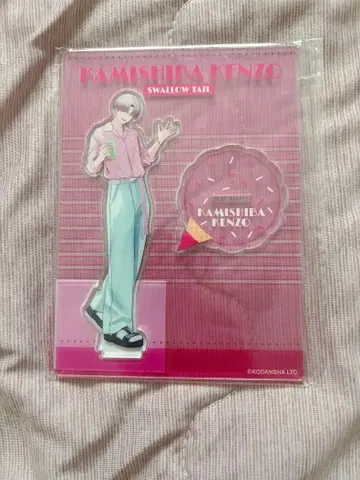 KAMISHIBA KENZO
SWALLOW TAIL
KAMISHIBA
KENZO
©KODANSHA LTD.